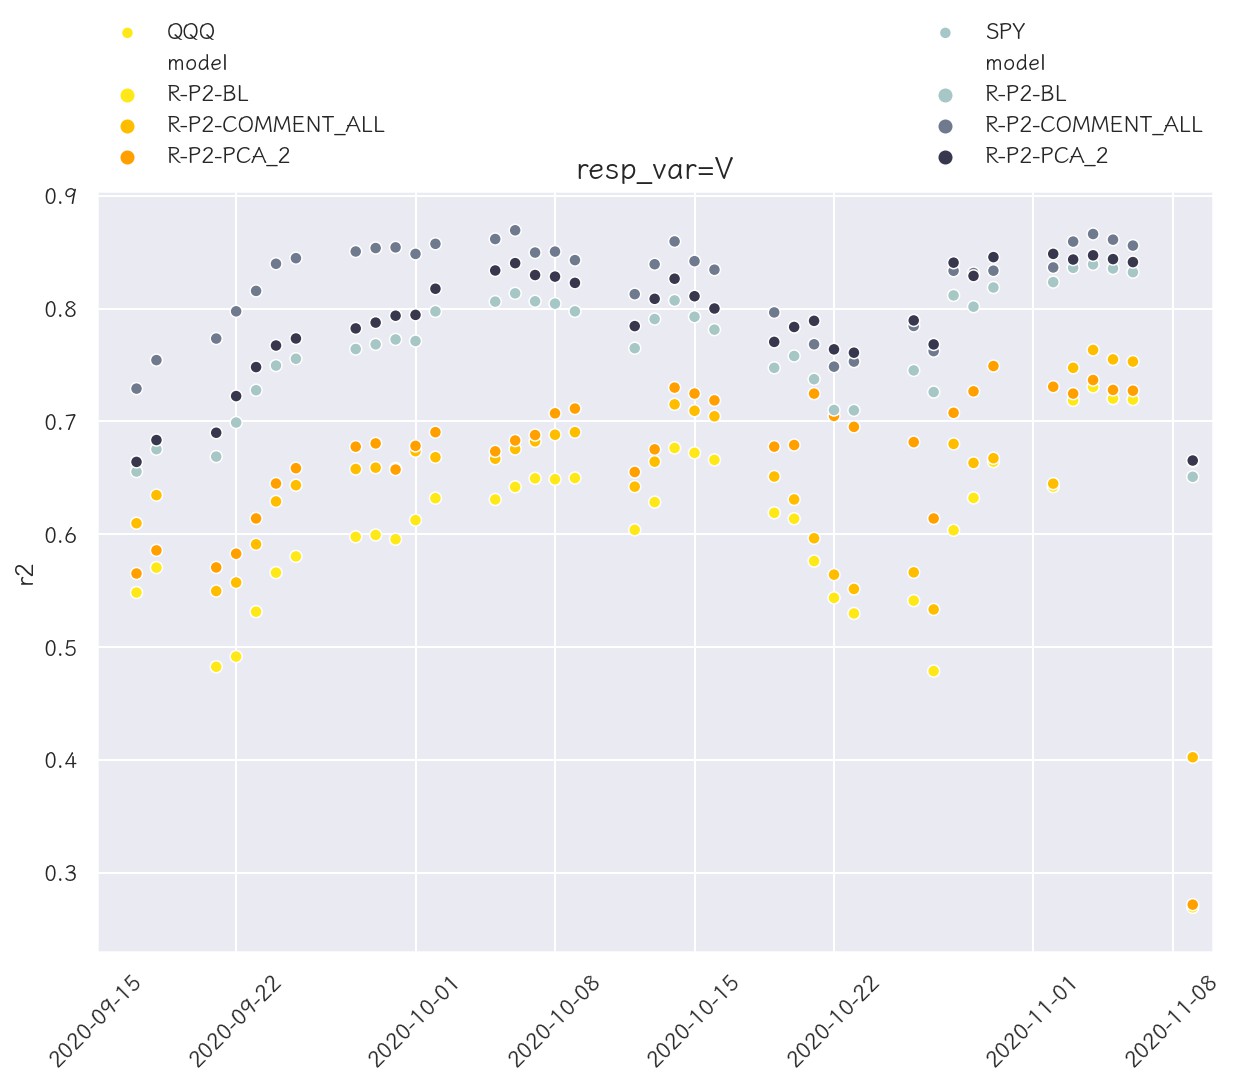 QQQ
model
R-P2-BL
R-P2-COMMENT_ALL
R-P2-PCA_2
SPY
model
R-P2-BL
R-P2-COMMENT_ALL
R-P2-PCA_2
resp_var=V
0.9
0.8
0.7
0.6
0.5
0.4
0.3
r2
2020-09-15
2020-09-22
2020-10-01
2020-10-08
2020-10-15
2020-10-22
2020-11-01
2020-11-08